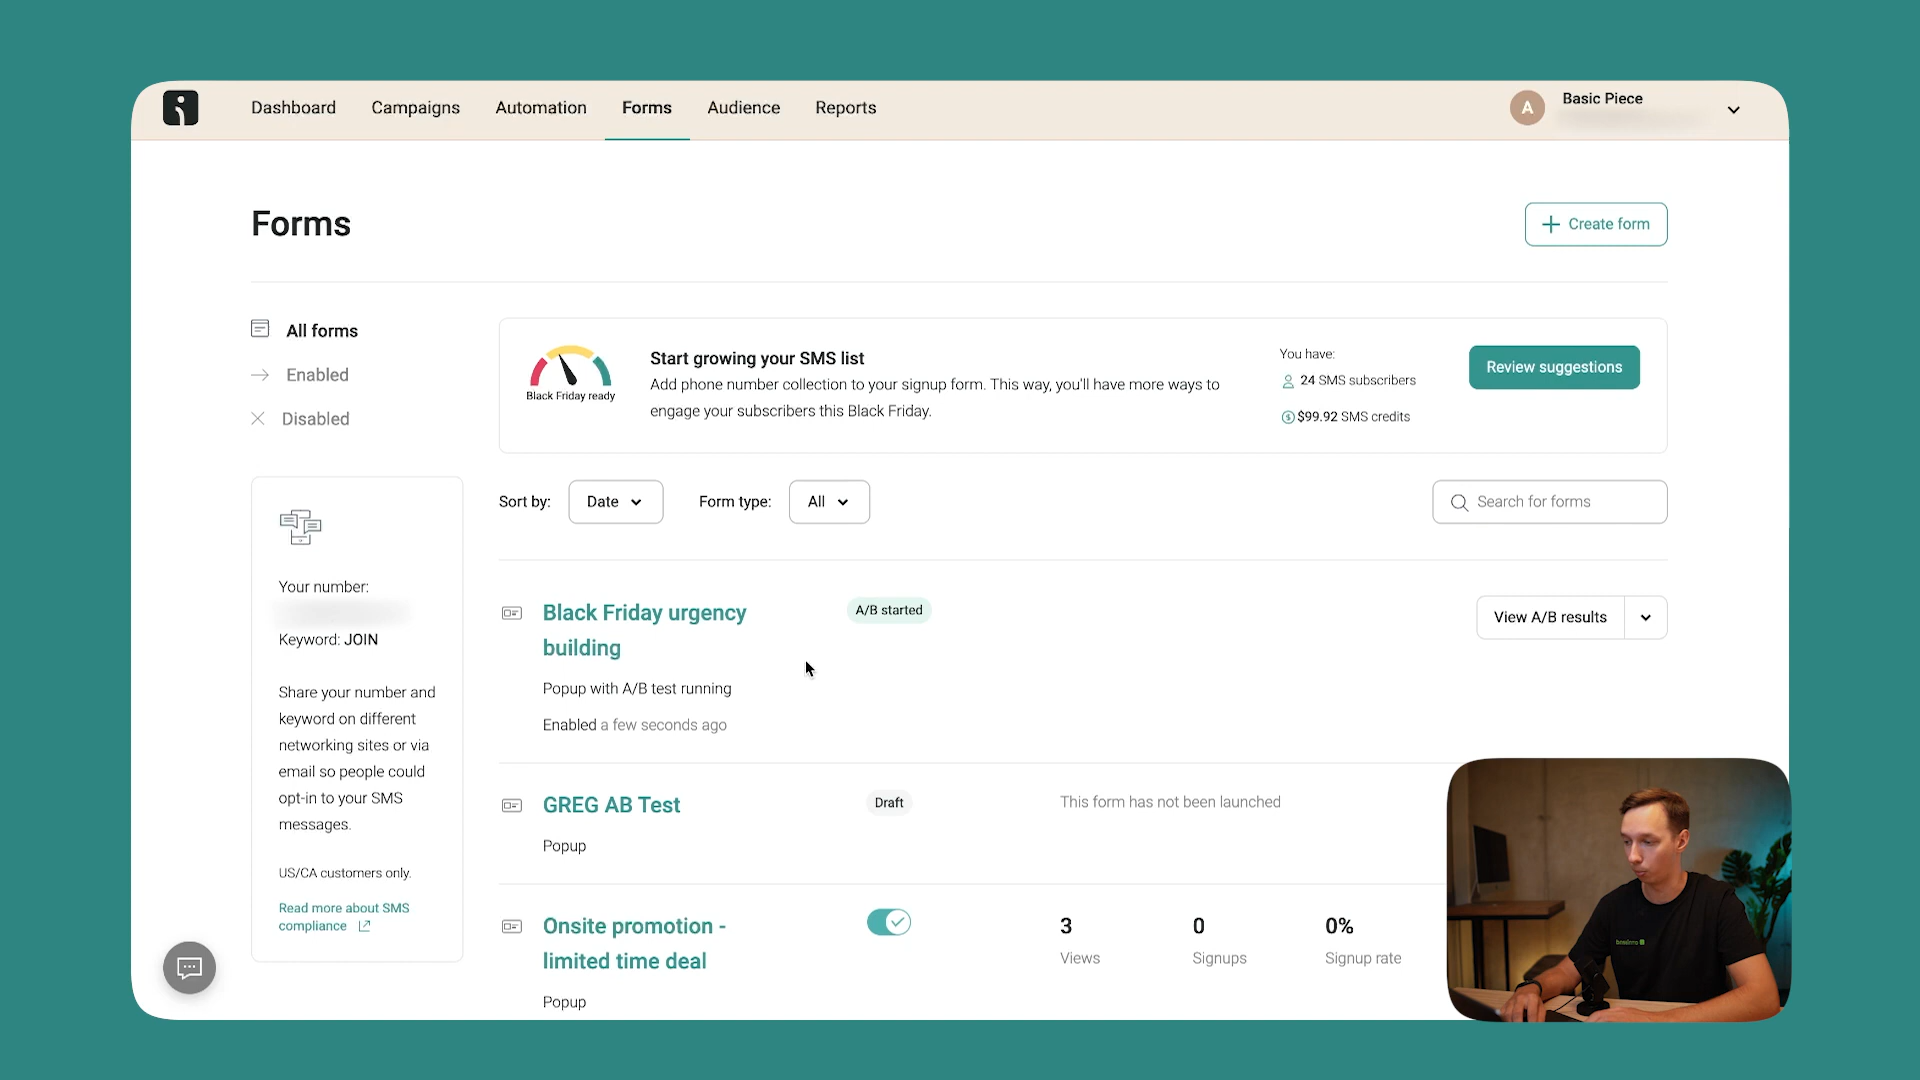 Dashboard
Campaigns
Automation
Forms
Audience
Reports
A
Basic Piece
Forms
Create form
All forms
Enabled
Disabled
Black Friday ready
Start growing your SMS list
Add phone number collection to your signup form. This way, you'll have more ways to
engage your subscribers this Black Friday.
You have:
24 SMS subscribers
$99.92 SMS credits
Review suggestions
Sort by:
Date
Form type:
All
Search for forms
Your number:
Keyword: JOIN
Share your number and
keyword on different
networking sites or via
email so people could
opt-in to your SMS
messages.
US/CA customers only.
Read more about SMS
compliance
Black Friday urgency
building
A/B started
View A/B results
Popup with A/B test running
Enabled a few seconds ago
GREG AB Test
Draft
This form has not been launched
Popup
Onsite promotion -
limited time deal
3
Views
0
Signups
0%
Signup rate
Popup